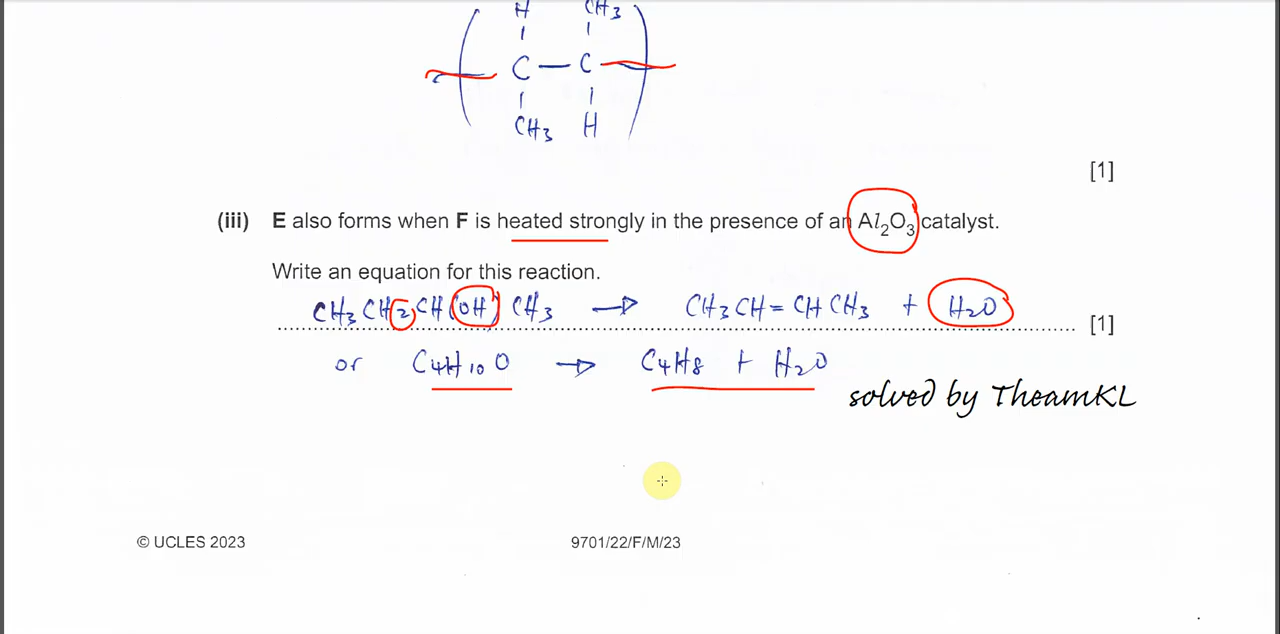 H CH3
C — C
CH3 H
[1]
(iii) E also forms when F is heated strongly in the presence of an Al2O3 catalyst.
Write an equation for this reaction.
CH3CH2CH(OH)CH3 → CH3CH=CHCH3 + H2O
[1]
or C4H10O → C4H8 + H2O
solved by TheamKL
© UCLES 2023 9701/22/F/M/23